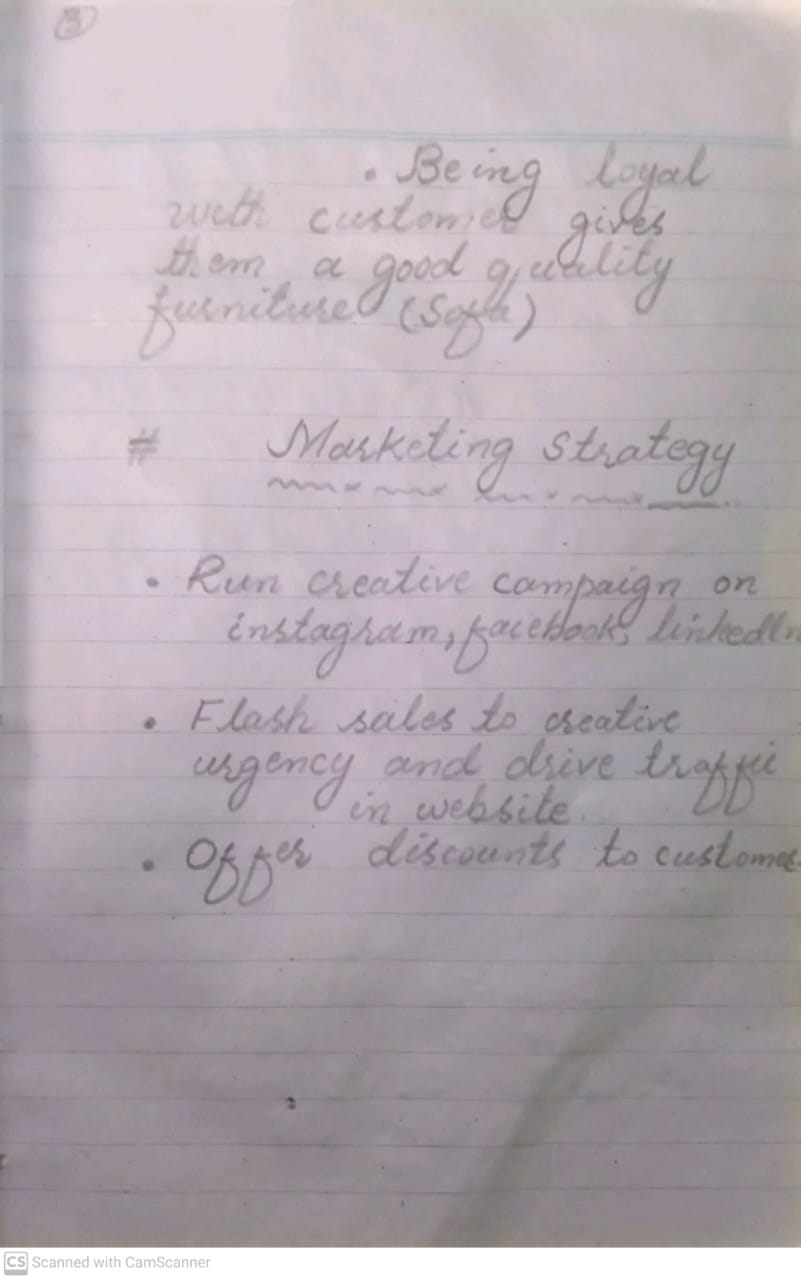 3
• Being loyal
with customer gives
them a good quality
furniture (Sofa)
# Marketing Strategy
• Run creative campaign on
instagram, facebook, linkedIn
• Flash sales to creative
urgency and drive traffic
in website.
• Offer discounts to customer.
CS Scanned with CamScanner